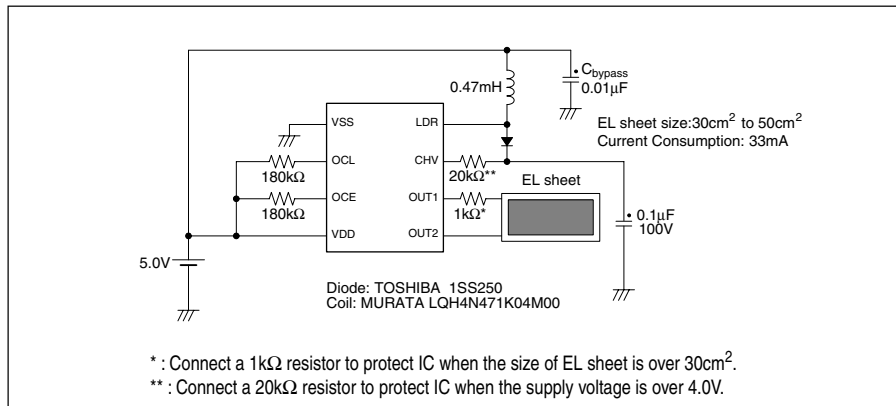 C bypass
0.01μF
0.47mH
EL sheet size:30cm² to 50cm²
Current Consumption: 33mA
VSS
LDR
OCL
CHV
180kΩ
20kΩ**
EL sheet
OCE
OUT1
180kΩ
1kΩ*
0.1μF
100V
VDD
OUT2
5.0V
Diode: TOSHIBA 1SS250
Coil: MURATA LQH4N471K04M00
* : Connect a 1kΩ resistor to protect IC when the size of EL sheet is over 30cm².
** : Connect a 20kΩ resistor to protect IC when the supply voltage is over 4.0V.